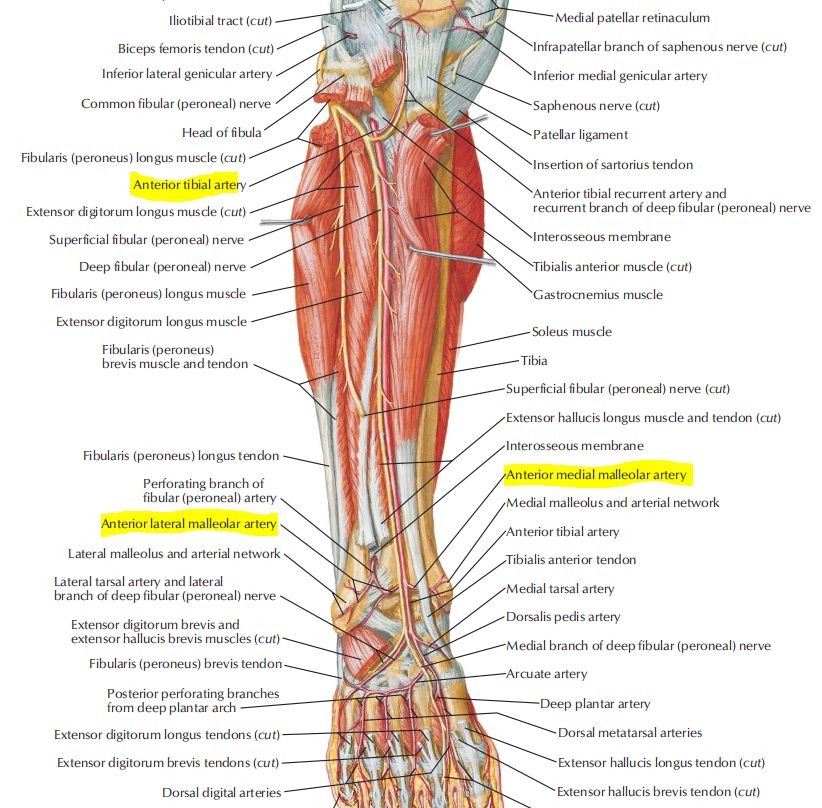 Iliotibial tract (cut)
Biceps femoris tendon (cut)
Inferior lateral genicular artery
Common fibular (peroneal) nerve
Head of fibula
Fibularis (peroneus) longus muscle (cut)
Anterior tibial artery
Extensor digitorum longus muscle (cut)
Superficial fibular (peroneal) nerve
Deep fibular (peroneal) nerve
Fibularis (peroneus) longus muscle
Extensor digitorum longus muscle
Fibularis (peroneus)
brevis muscle and tendon
Fibularis (peroneus) longus tendon
Perforating branch of
fibular (peroneal) artery
Anterior lateral malleolar artery
Lateral malleolus and arterial network
Lateral tarsal artery and lateral
branch of deep fibular (peroneal) nerve
Extensor digitorum brevis and
extensor hallucis brevis muscles (cut)
Fibularis (peroneus) brevis tendon
Posterior perforating branches
from deep plantar arch
Extensor digitorum longus tendons (cut)
Extensor digitorum brevis tendons (cut)
Dorsal digital arteries
Medial patellar retinaculum
Infrapatellar branch of saphenous nerve (cut)
Inferior medial genicular artery
Saphenous nerve (cut)
Patellar ligament
Insertion of sartorius tendon
Anterior tibial recurrent artery and
recurrent branch of deep fibular (peroneal) nerve
Interosseous membrane
Tibialis anterior muscle (cut)
Gastrocnemius muscle
Soleus muscle
Tibia
Superficial fibular (peroneal) nerve (cut)
Extensor hallucis longus muscle and tendon (cut)
Interosseous membrane
Anterior medial malleolar artery
Medial malleolus and arterial network
Anterior tibial artery
Tibialis anterior tendon
Medial tarsal artery
Dorsalis pedis artery
Medial branch of deep fibular (peroneal) nerve
Arcuate artery
Deep plantar artery
Dorsal metatarsal arteries
Extensor hallucis longus tendon (cut)
Extensor hallucis brevis tendon (cut)